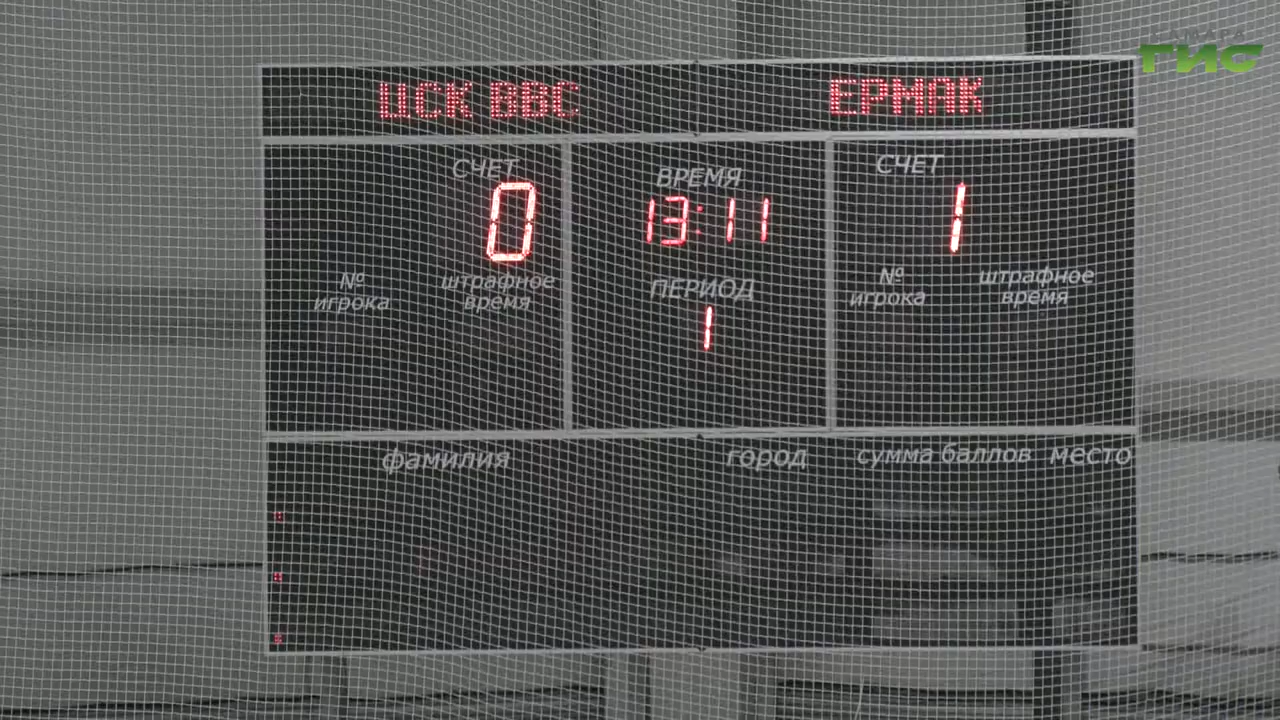 САМАРА
ГИС
ЦСК ВВС
ЕРМАК
СЧЕТ
0
№ игрока
штрафное время
ВРЕМЯ
13:11
ПЕРИОД
1
СЧЕТ
1
№ игрока
штрафное время
фамилия
город
сумма баллов
место